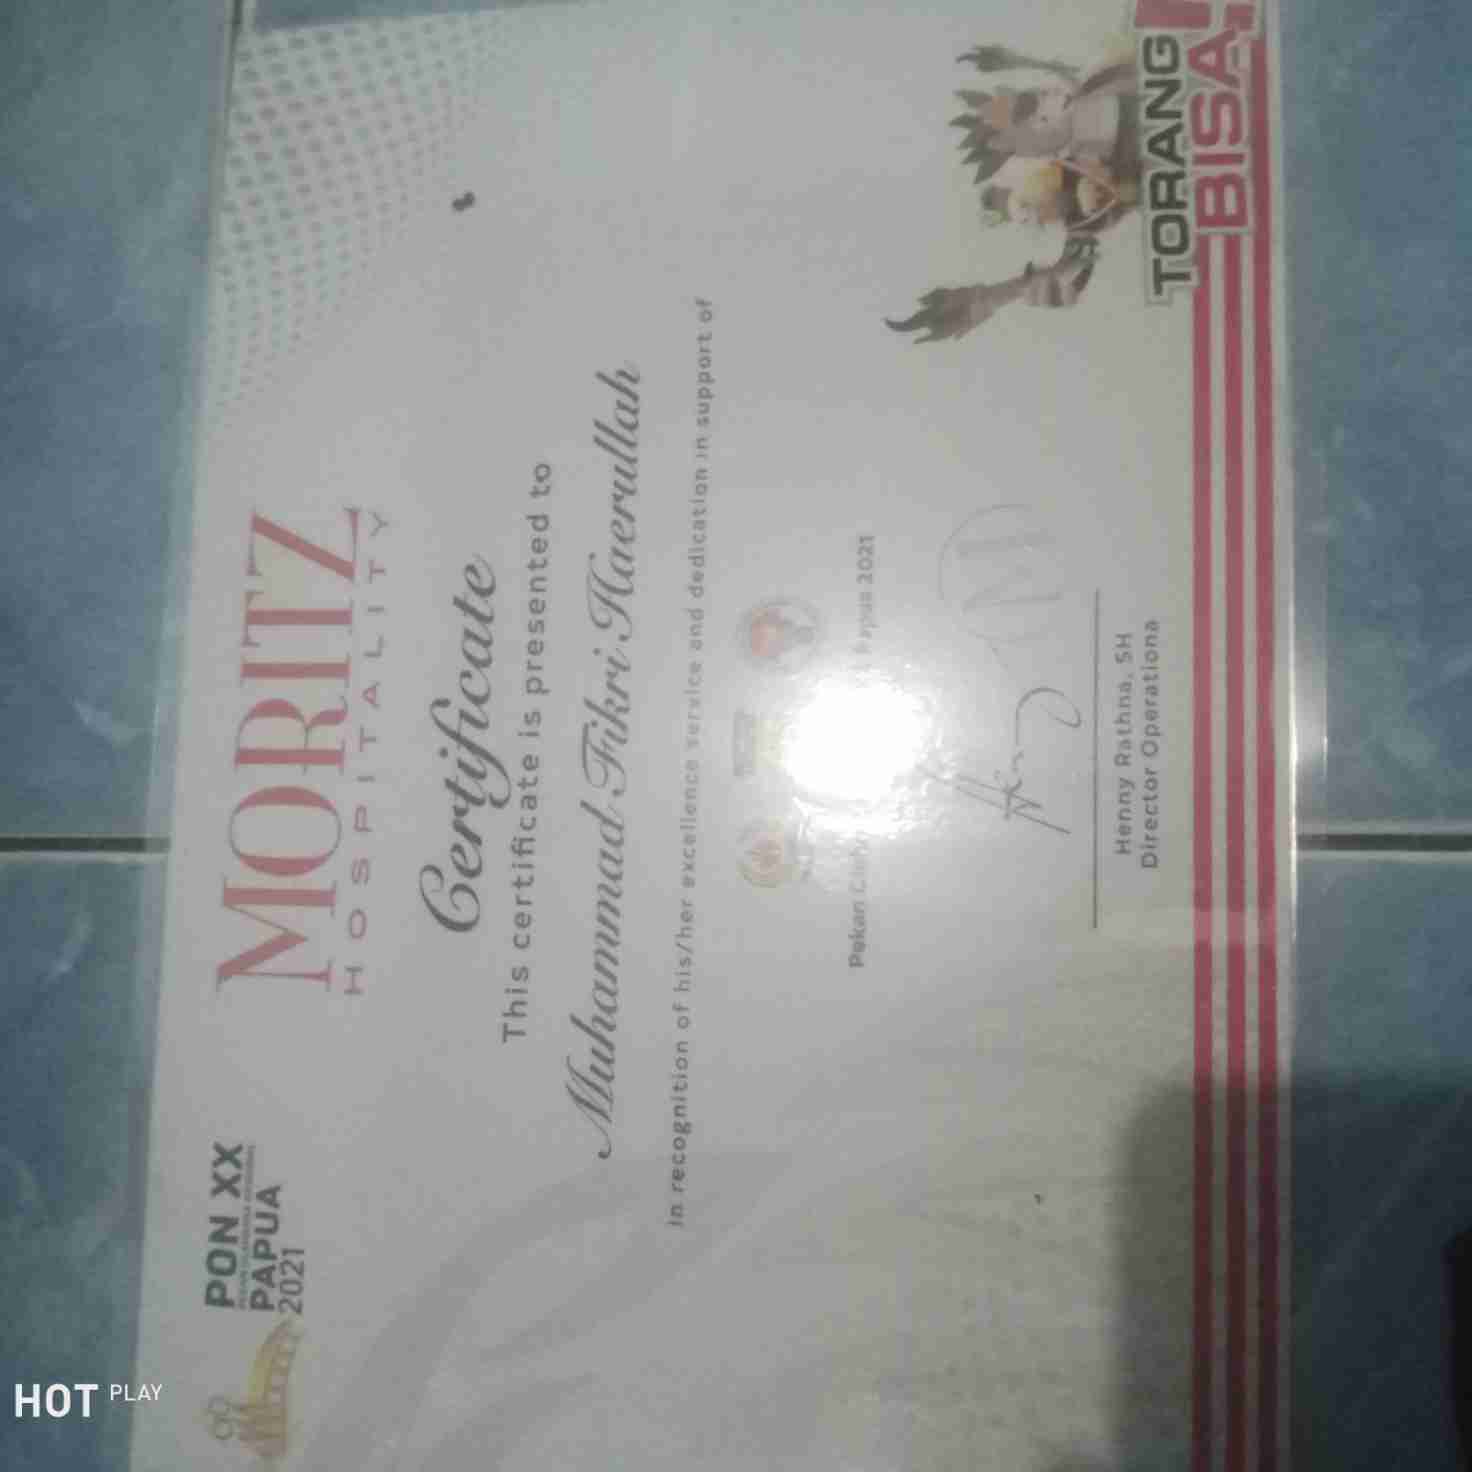 PON XX
PAPUA
2021
MORITZ
HOSPITALITY
Certificate
This certificate is presented to
Muhammad Fikri Haerullah
In recognition of his/her excellence service and dedication in support of
Pekan
Papua 2021
Henny Rathna, SH
Director Operationa
TORANG
BISA
HOT PLAY